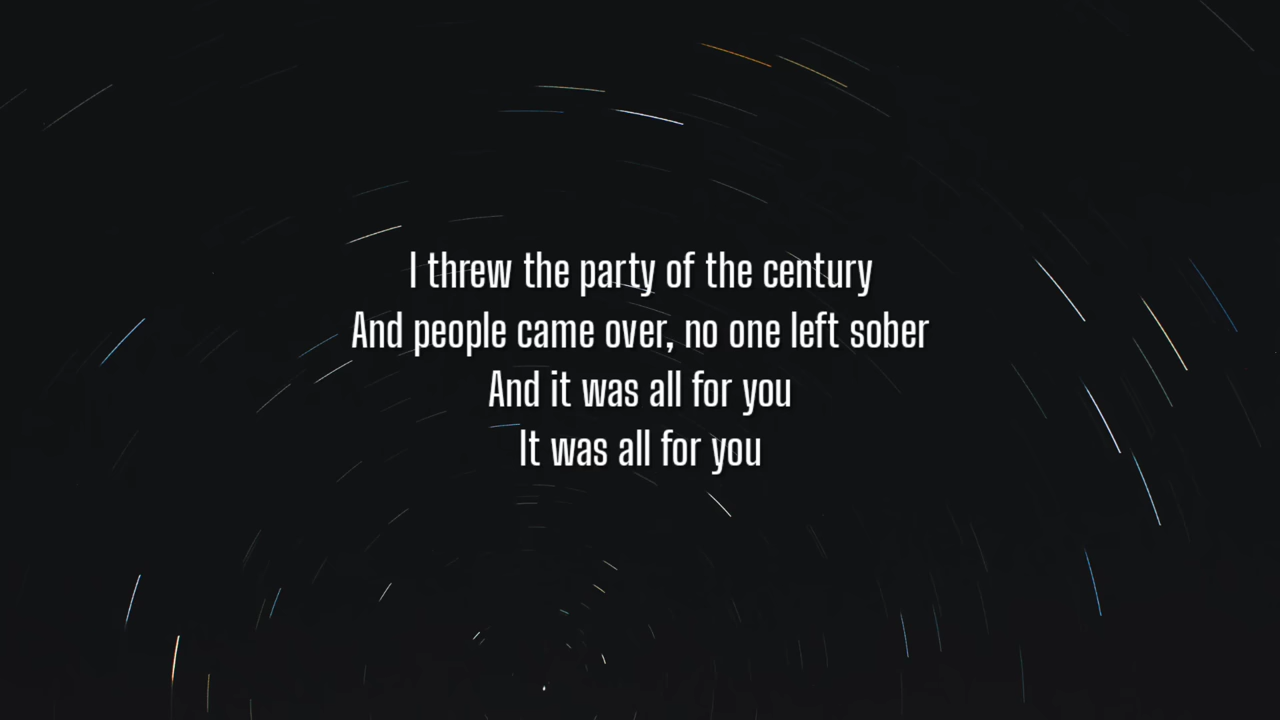 I threw the party of the century
And people came over, no one left sober
And it was all for you
It was all for you